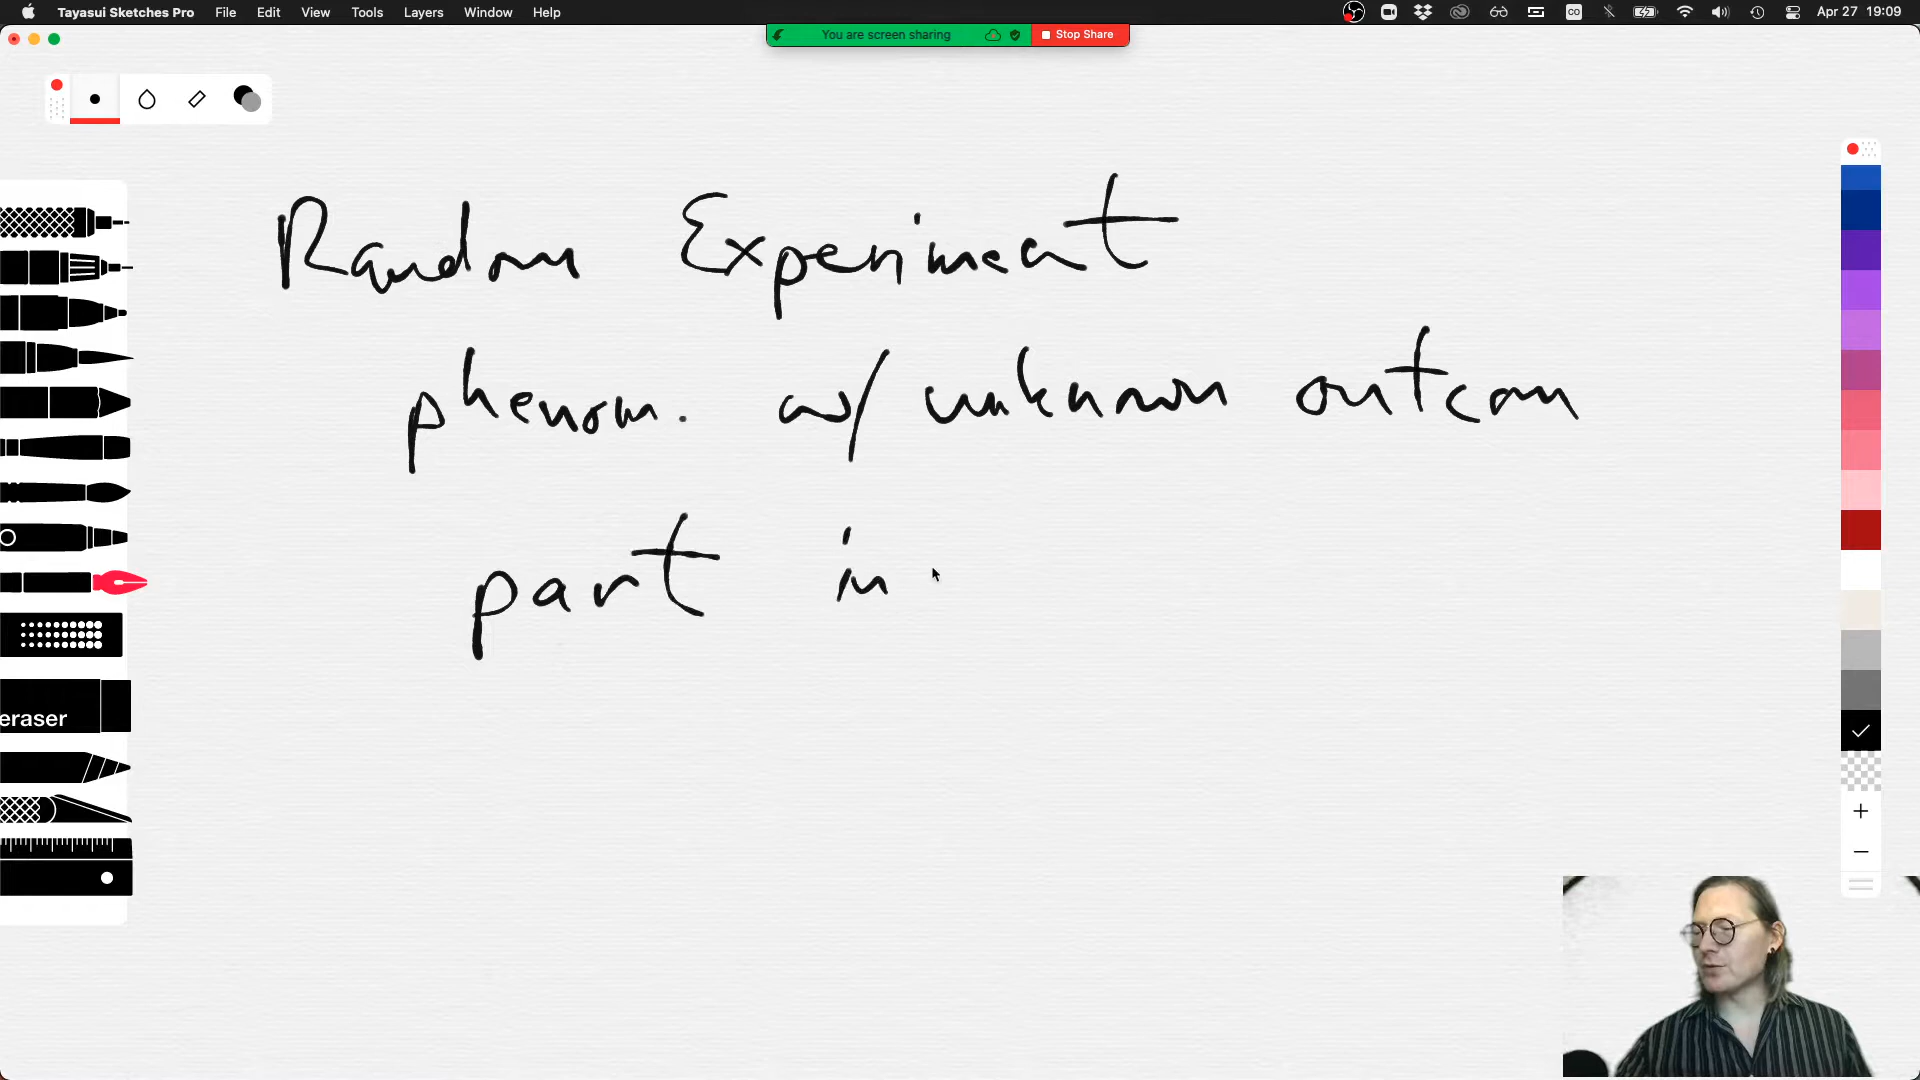 Tayasui Sketches Pro File Edit View Tools Layers Window Help Apr 27 19:09
You are screen sharing Stop Share
Random Experiment
phenom. w/ unknown outcom
part in
eraser